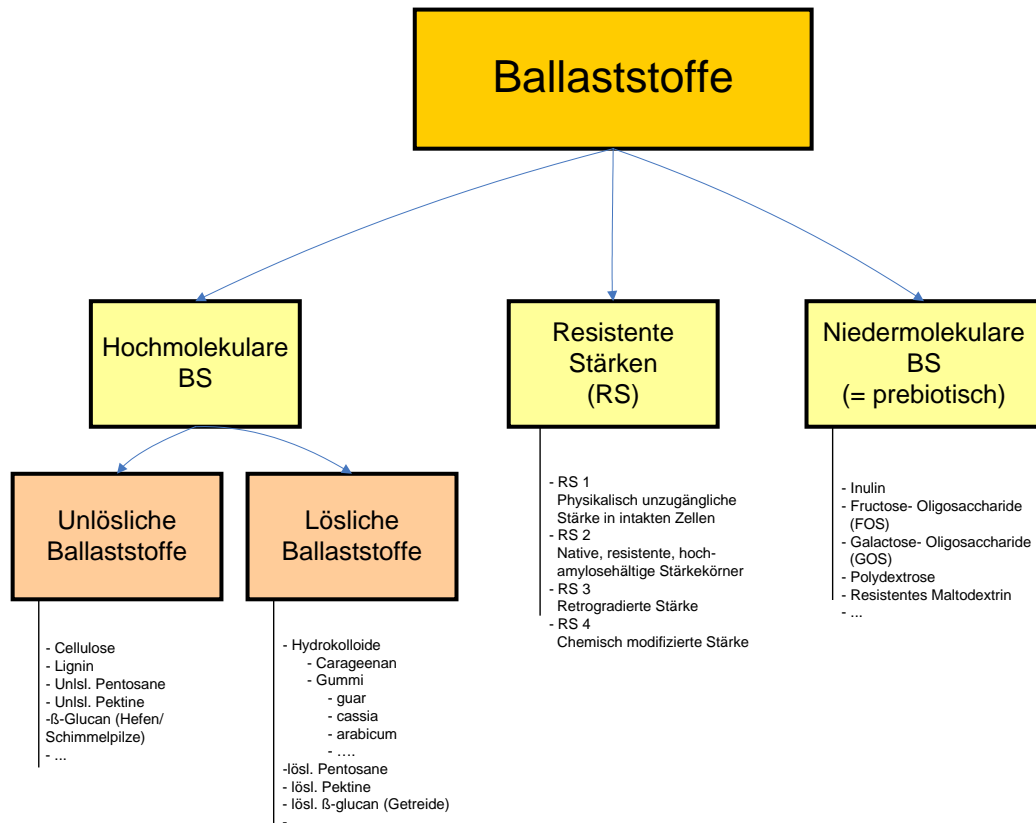 Ballaststoffe
Hochmolekulare
BS
Resistente
Stärken
(RS)
Niedermolekulare
BS
(= prebiotisch)
Unlösliche
Ballaststoffe
Lösliche
Ballaststoffe
- Cellulose
- Lignin
- Unlsl. Pentosane
- Unlsl. Pektine
-ß-Glucan (Hefen/
Schimmelpilze)
- ...
- Hydrokolloide
- Carageenan
- Gummi
- guar
- cassia
- arabicum
- ....
-lösl. Pentosane
- lösl. Pektine
- lösl. ß-glucan (Getreide)
-
- RS 1
Physikalisch unzugängliche
Stärke in intakten Zellen
- RS 2
Native, resistente, hoch-
amylosehältige Stärkekörner
- RS 3
Retrogradierte Stärke
- RS 4
Chemisch modifizierte Stärke
- Inulin
- Fructose- Oligosaccharide
(FOS)
- Galactose- Oligosaccharide
(GOS)
- Polydextrose
- Resistentes Maltodextrin
- ...